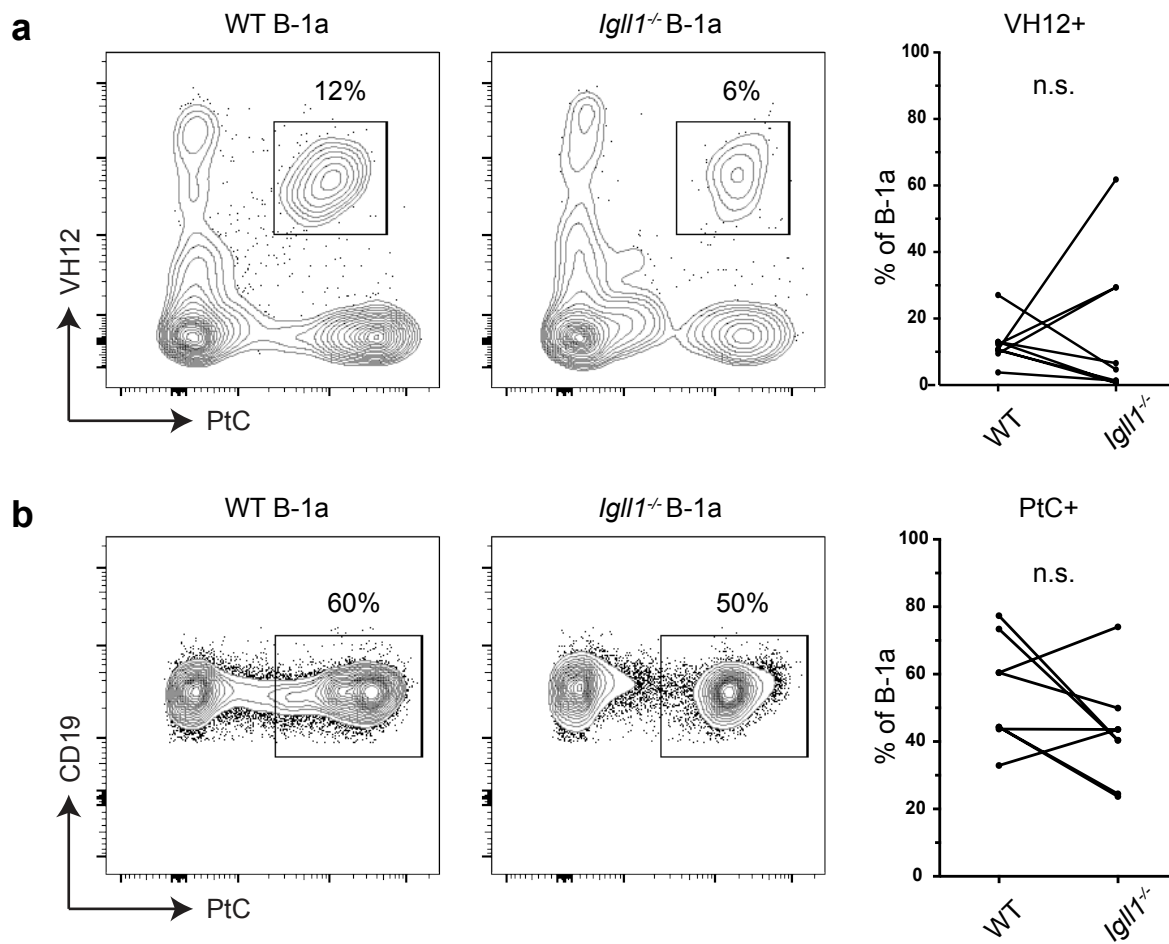 a
WT B-1a
Igll1-/- B-1a
VH12+
12%
6%
n.s.
VH12
PtC
% of B-1a
100
80
60
40
20
0
WT
Igll1-/-
b
WT B-1a
Igll1-/- B-1a
PtC+
60%
50%
n.s.
CD19
PtC
% of B-1a
100
80
60
40
20
0
WT
Igll1-/-